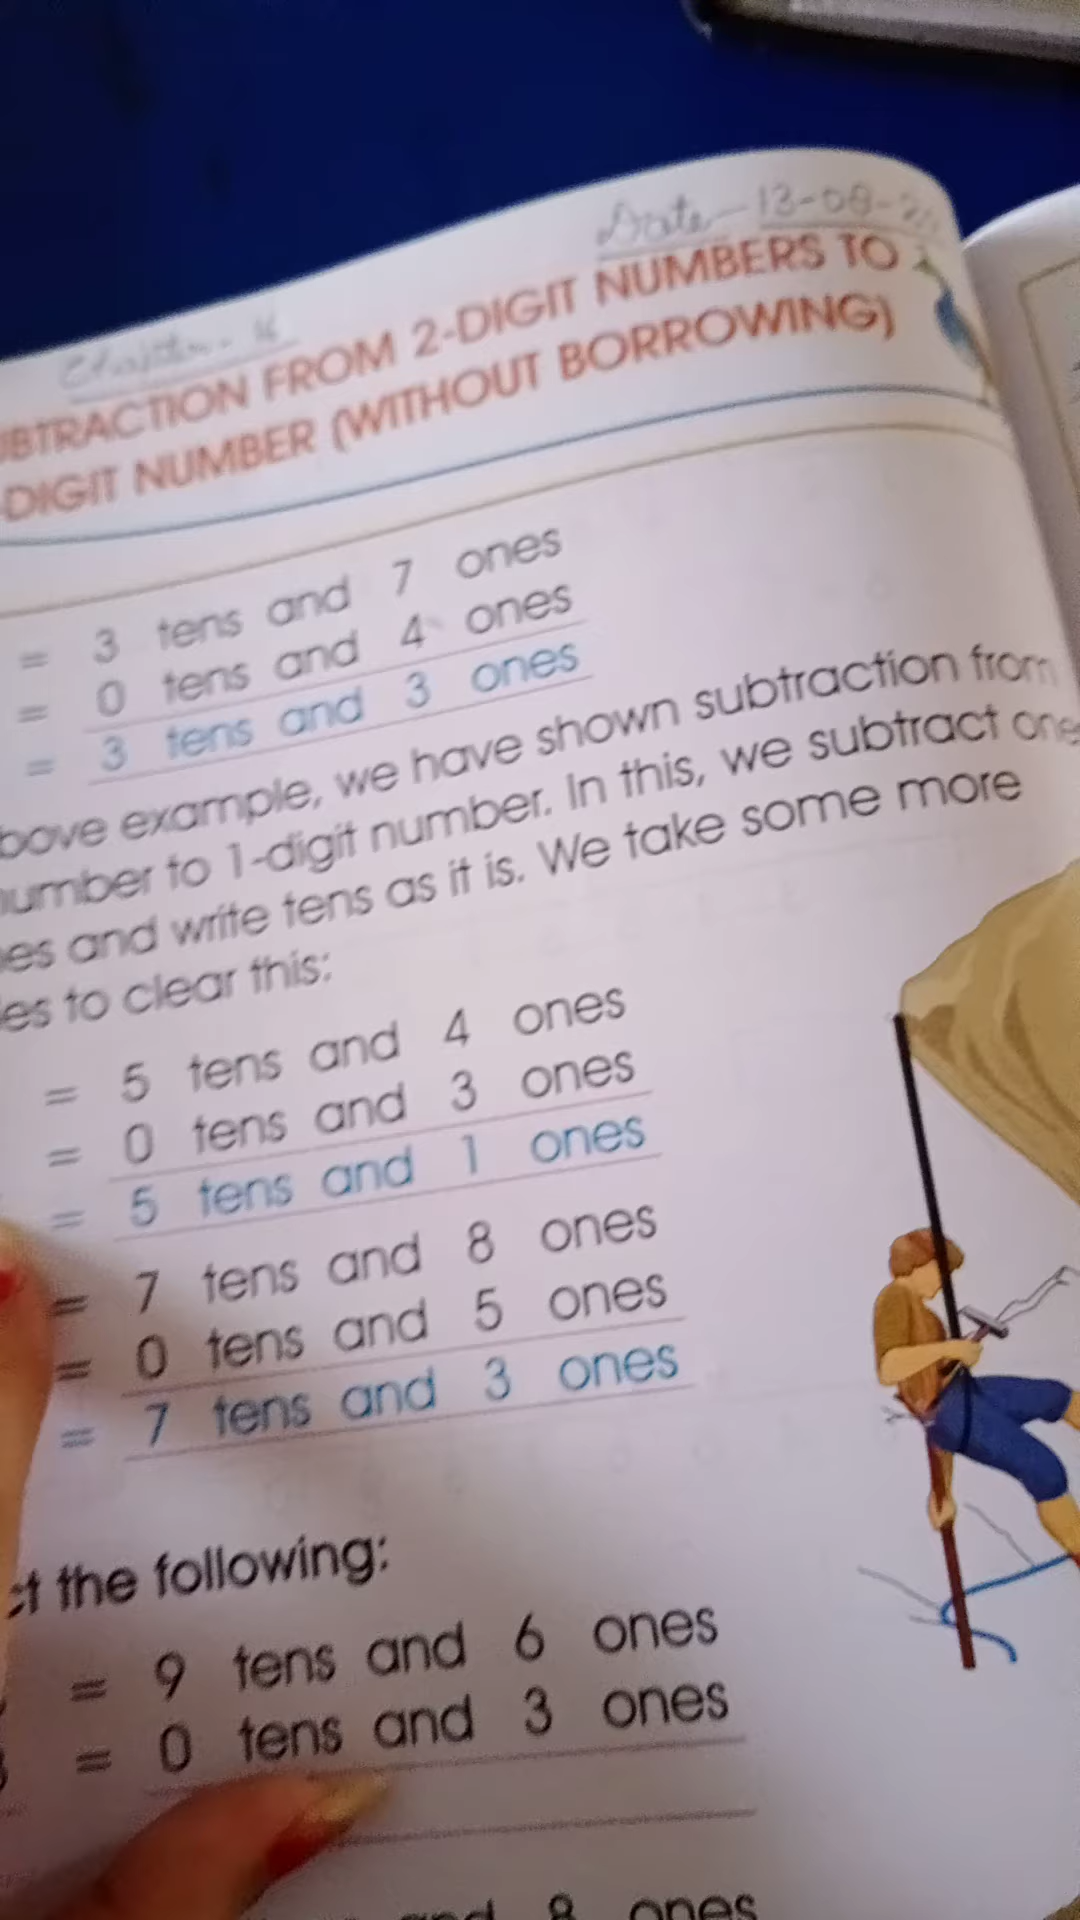 Date - 13-08-
UBTRACTION FROM 2-DIGIT NUMBERS TO
-DIGIT NUMBER (WITHOUT BORROWING)
= 3 tens and 7 ones
= 0 tens and 4 ones
= 3 tens and 3 ones
bove example, we have shown subtraction from
umber to 1-digit number. In this, we subtract one
es and write tens as it is. We take some more
es to clear this:
= 5 tens and 4 ones
= 0 tens and 3 ones
= 5 tens and 1 ones
= 7 tens and 8 ones
= 0 tens and 5 ones
= 7 tens and 3 ones
ct the following:
= 9 tens and 6 ones
= 0 tens and 3 ones
and 8 ones